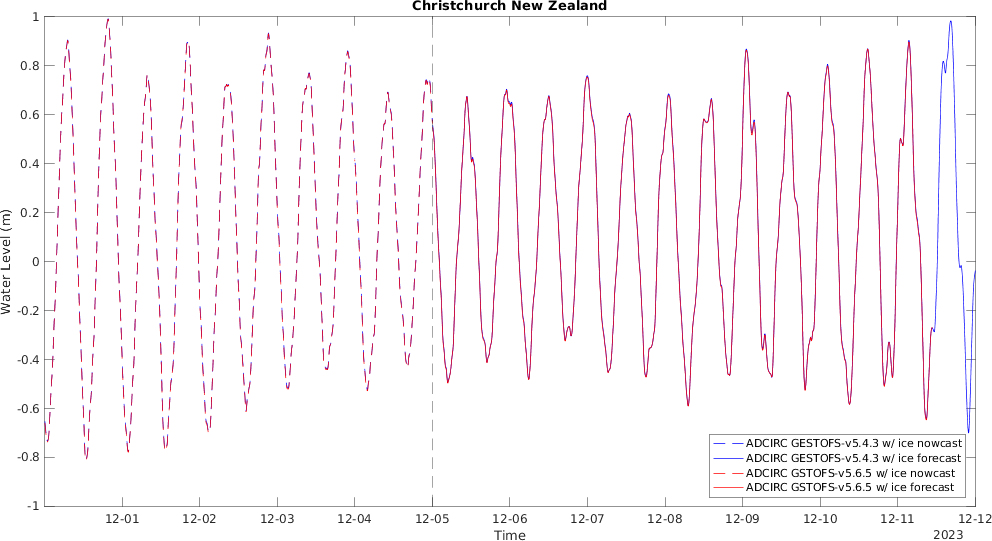 Christchurch New Zealand
1
0.8
0.6
0.4
0.2
0
-0.2
-0.4
-0.6
-0.8
-1
Water Level (m)
ADCIRC GESTOFS-v5.4.3 w/ ice nowcast
ADCIRC GESTOFS-v5.4.3 w/ ice forecast
ADCIRC GSTOFS-v5.6.5 w/ ice nowcast
ADCIRC GSTOFS-v5.6.5 w/ ice forecast
12-01 12-02 12-03 12-04 12-05 12-06 12-07 12-08 12-09 12-10 12-11 12-12
Time
2023